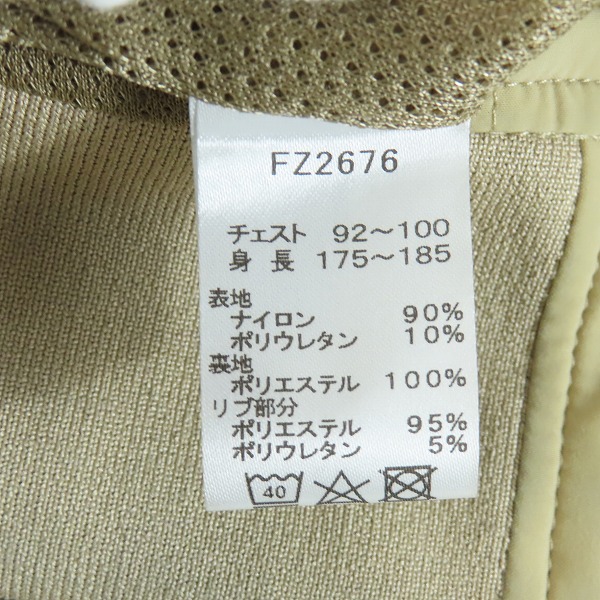 FZ2676
チェスト 92～100
身 長 175～185
表地
ナイロン 90%
ポリウレタン 10%
裏地
ポリエステル 100%
リブ部分
ポリエステル 95%
ポリウレタン 5%
40